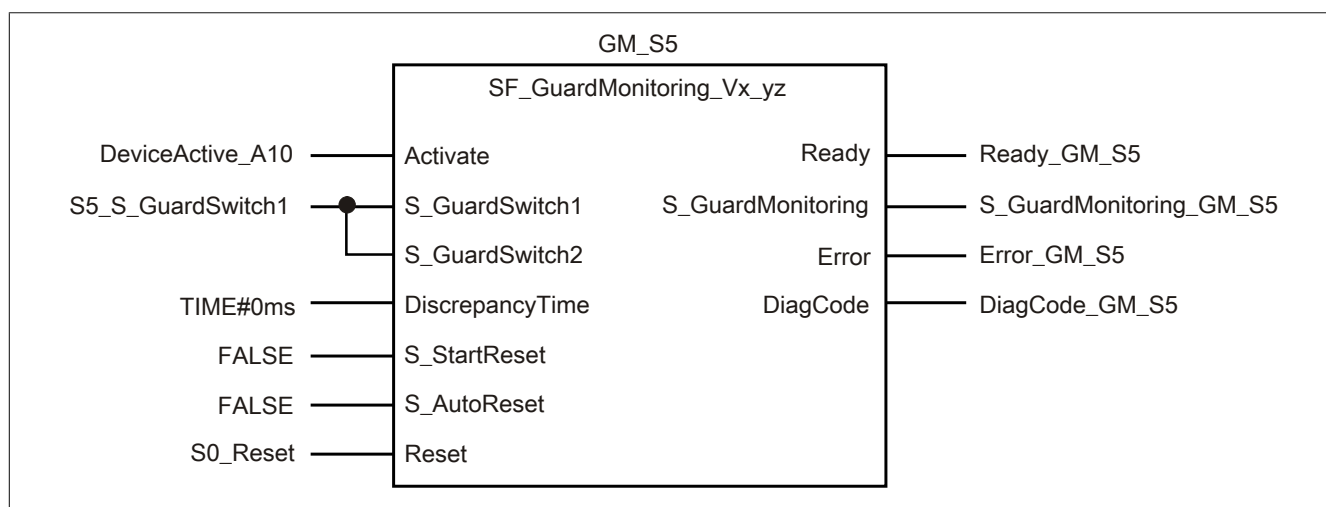 GM_S5
SF_GuardMonitoring_Vx_yz
DeviceActive_A10 Activate Ready Ready_GM_S5
S5_S_GuardSwitch1 S_GuardSwitch1 S_GuardMonitoring S_GuardMonitoring_GM_S5
S_GuardSwitch2 Error Error_GM_S5
TIME#0ms DiscrepancyTime DiagCode DiagCode_GM_S5
FALSE S_StartReset
FALSE S_AutoReset
S0_Reset Reset